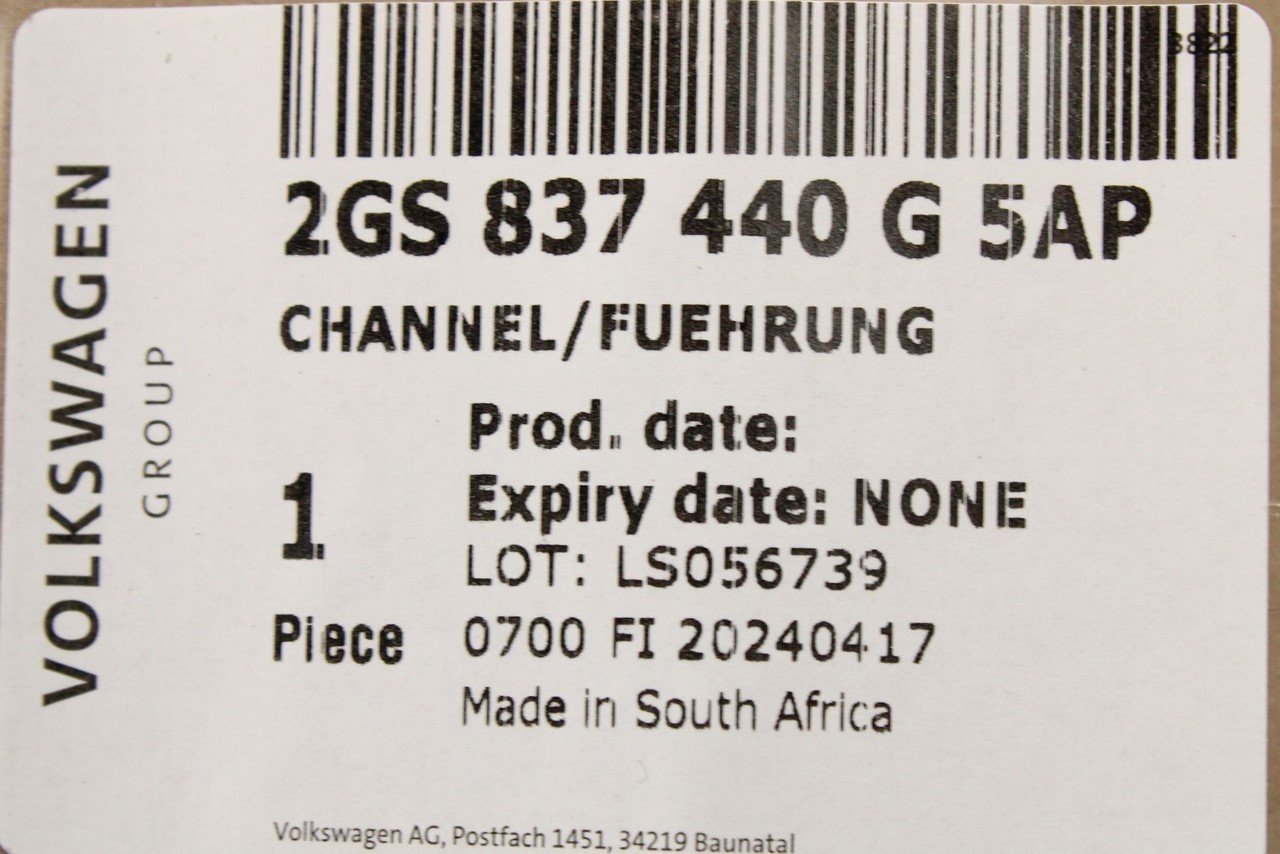 3822
2GS 837 440 G 5AP
CHANNEL/FUEHRUNG
Prod. date:
Expiry date: NONE
1
LOT: LS056739
Piece
0700 FI 20240417
Made in South Africa
Volkswagen AG, Postfach 1451, 34219 Baunatal
VOLKSWAGEN
GROUP